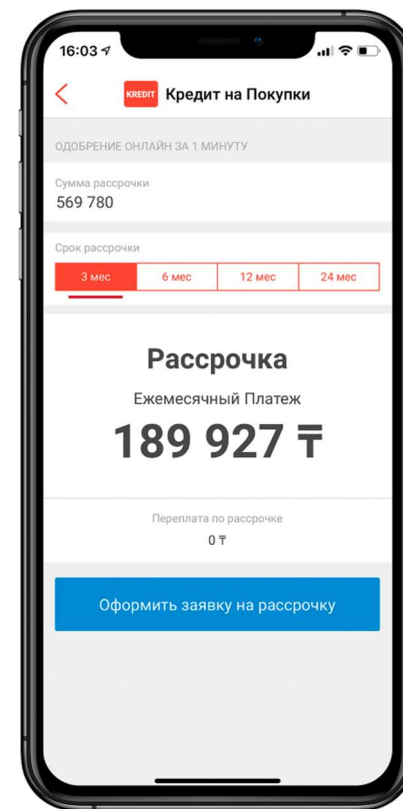 16:03
KREDIT Кредит на Покупки
ОДОБРЕНИЕ ОНЛАЙН ЗА 1 МИНУТУ
Сумма рассрочки
569 780
Срок рассрочки
3 мес 6 мес 12 мес 24 мес
Рассрочка
Ежемесячный Платеж
189 927 ₸
Переплата по рассрочке
0 ₸
Оформить заявку на рассрочку